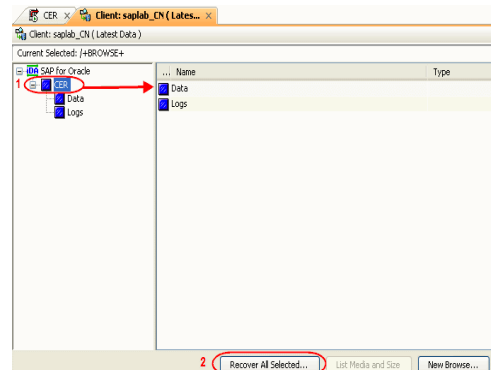 CER
Client: saplab_CN ( Lates...
Client: saplab_CN ( Latest Data )
Current Selected: /+BROWSE+
SAP for Oracle
1
CER
Data
Logs
... Name Type
Data
Logs
2
Recover All Selected... List Media and Size New Browse...